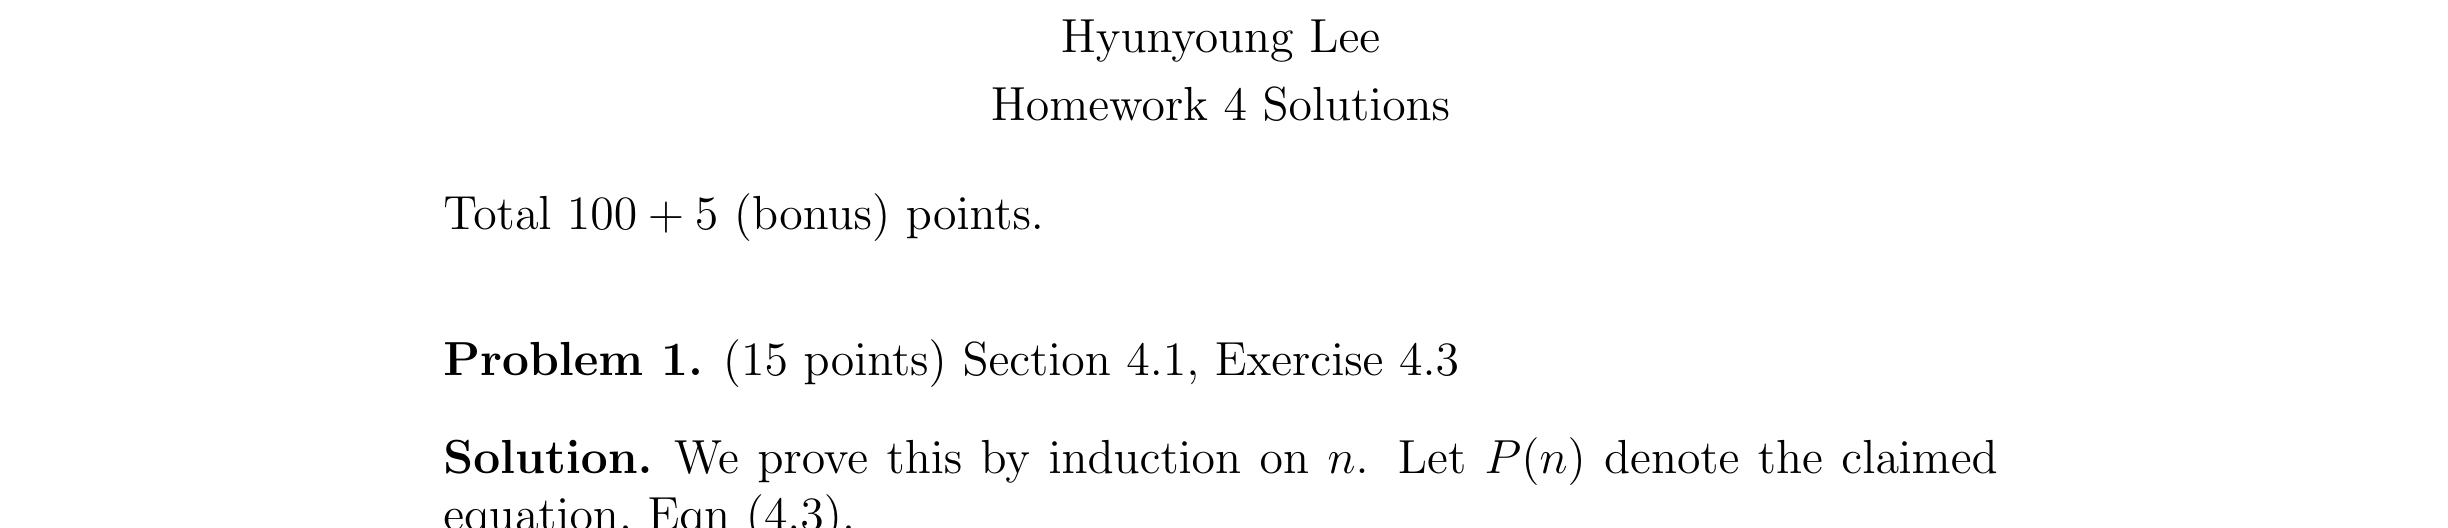 Hyunyoung Lee
Homework 4 Solutions
Total 100 + 5 (bonus) points.
Problem 1. (15 points) Section 4.1, Exercise 4.3
Solution. We prove this by induction on n. Let P(n) denote the claimed
equation, Eqn (4.3).